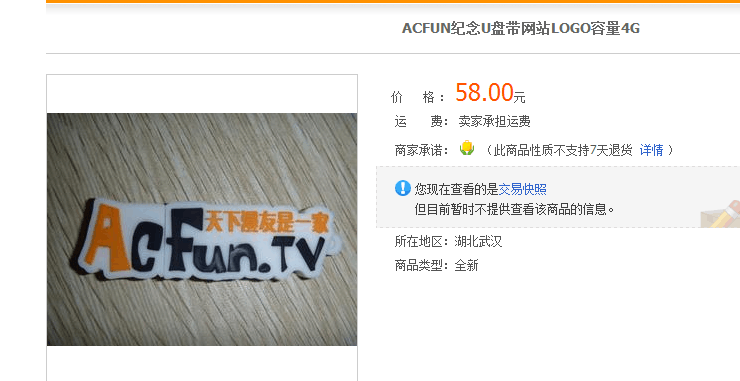 ACFUN纪念U盘带网站LOGO容量4G
价 格： 58.00元
运 费： 卖家承担运费
商家承诺： （此商品性质不支持7天退货 详情 ）
您现在查看的是交易快照
但目前暂时不提供查看该商品的信息。
所在地区：湖北武汉
商品类型：全新
天下漫友是一家
AcFun.TV